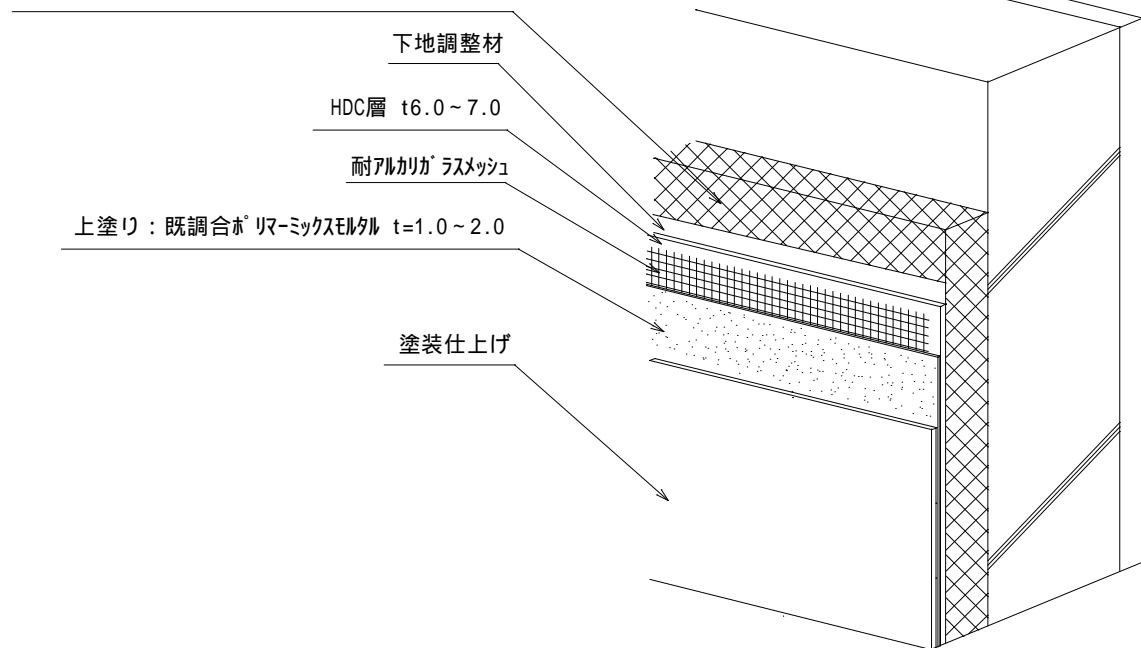 下地調整材
HDC層 t6.0~7.0
耐アルカリガラスメッシュ
上塗り:既調合ポリマーミックスモルタル t=1.0~2.0
塗装仕上げ